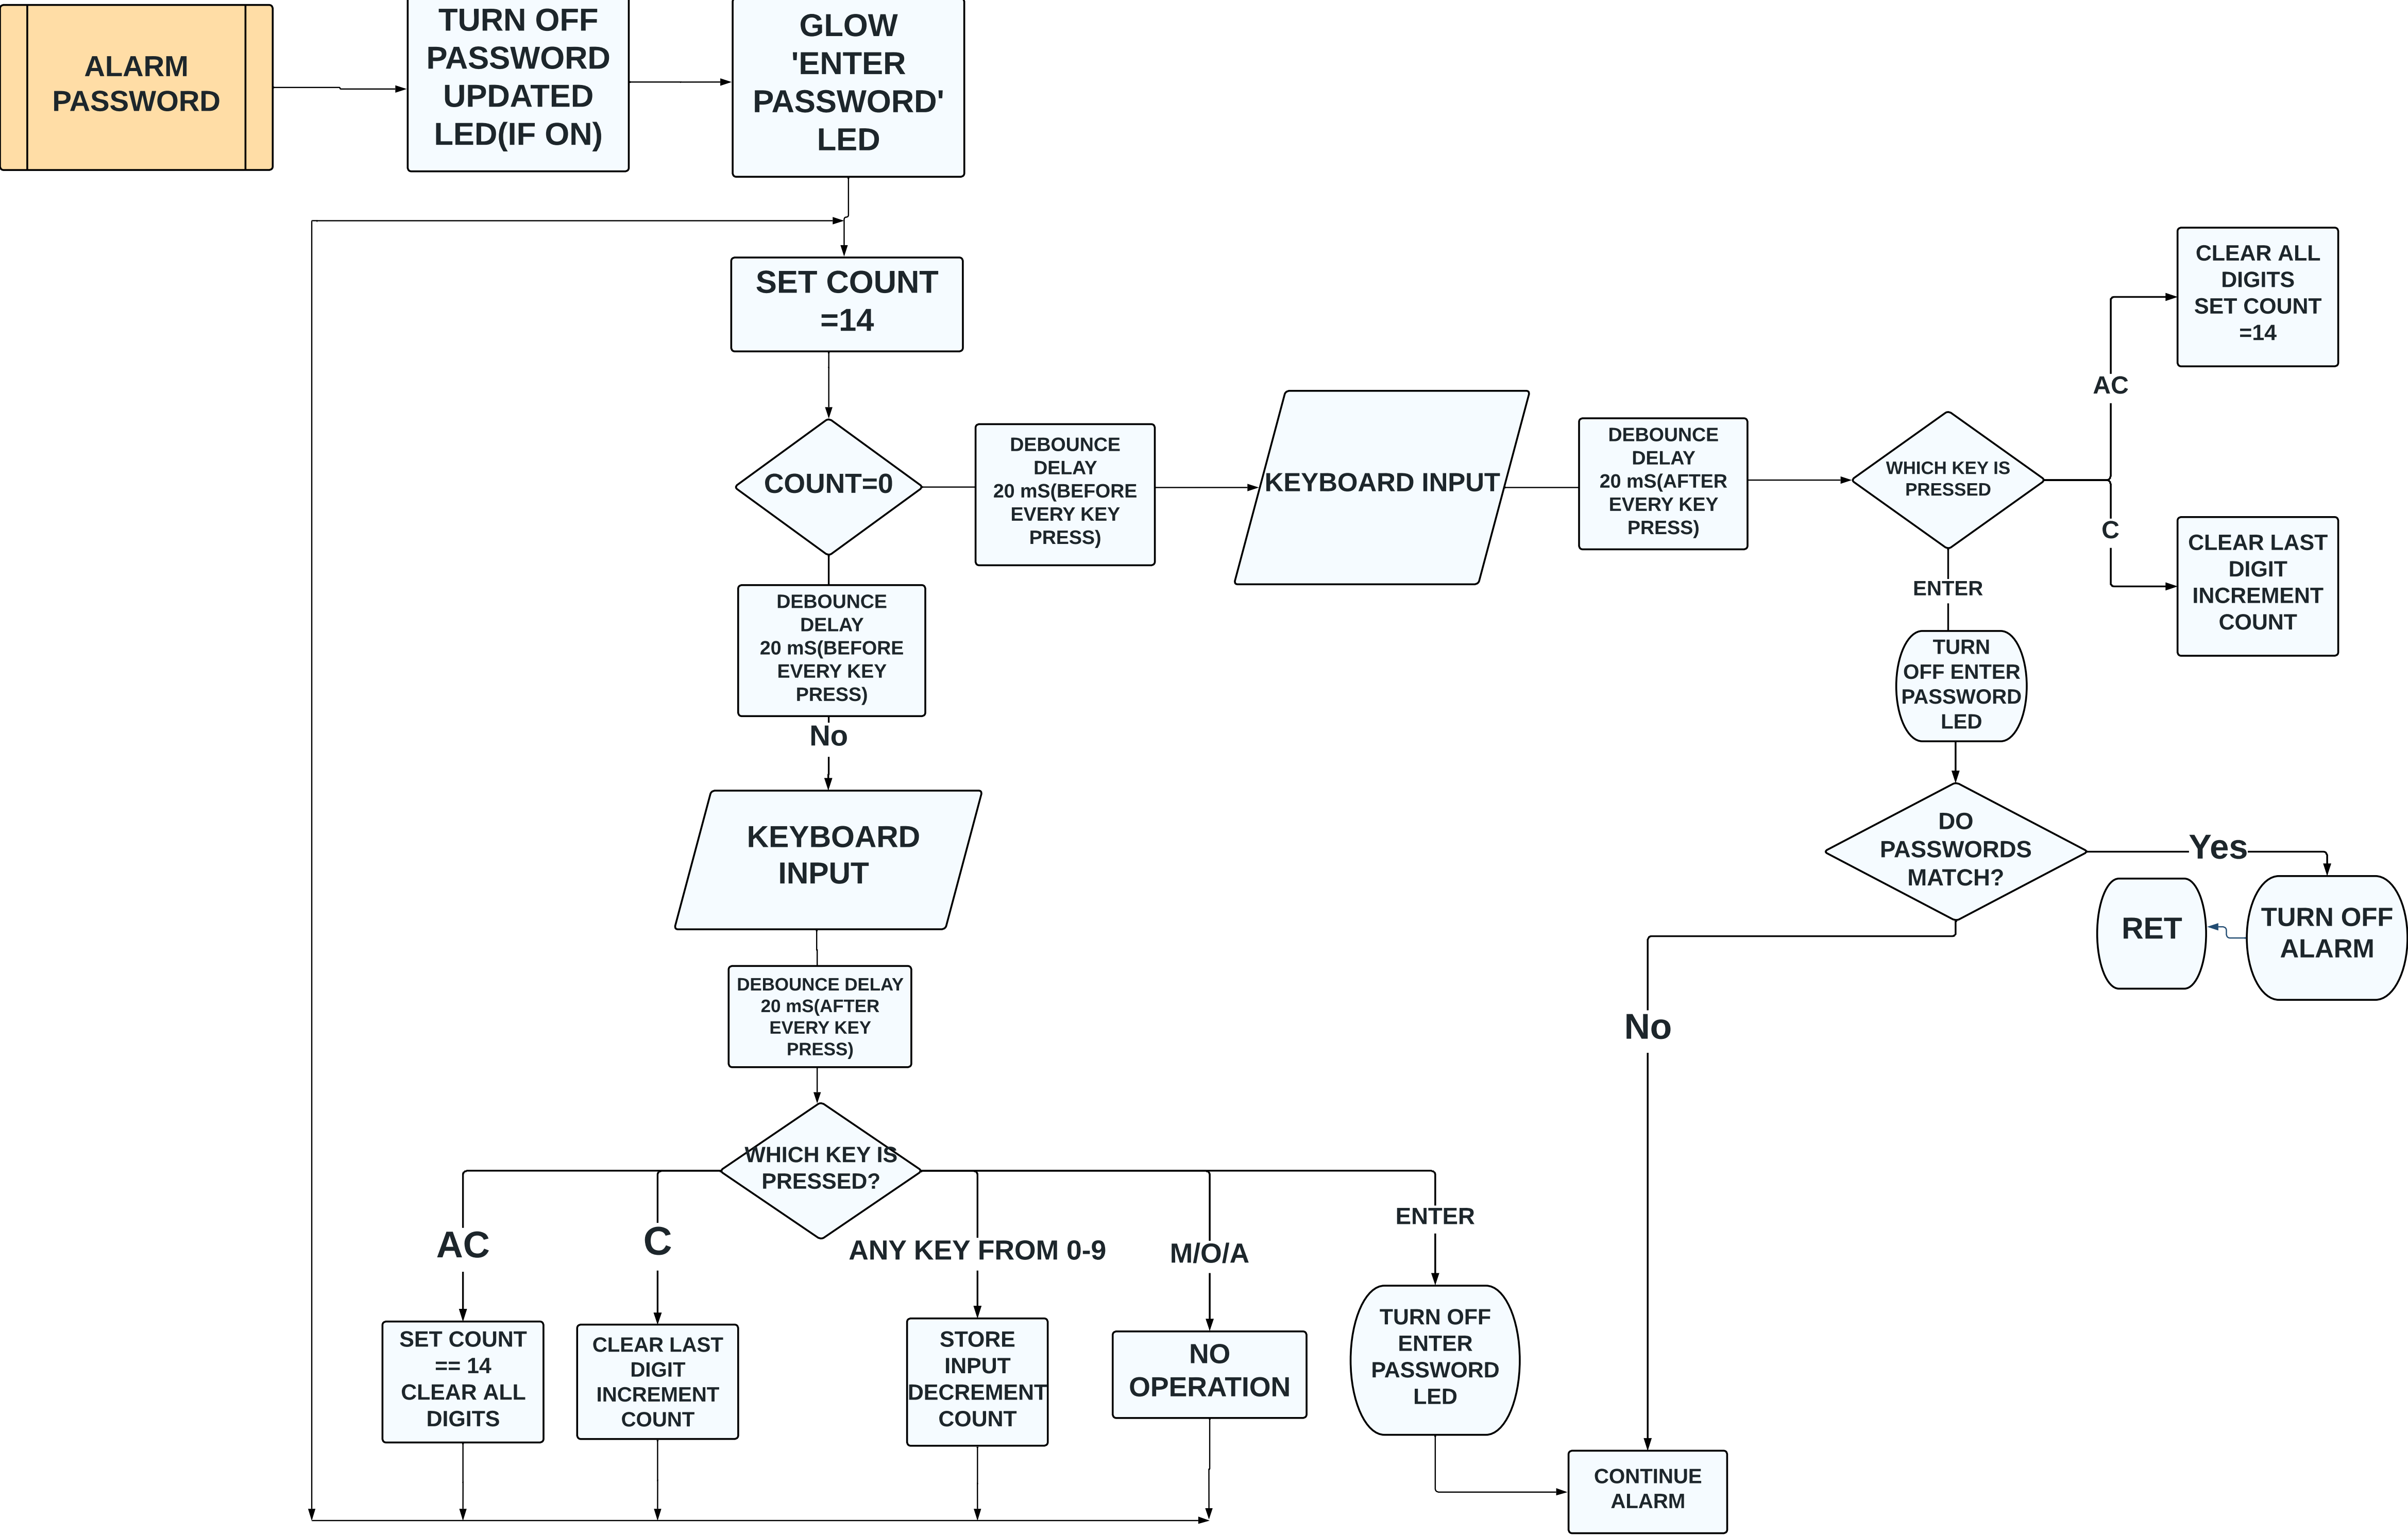 ALARM
PASSWORD
TURN OFF
PASSWORD
UPDATED
LED(IF ON)
GLOW
'ENTER
PASSWORD'
LED
SET COUNT
=14
COUNT=0
DEBOUNCE
DELAY
20 mS(BEFORE
EVERY KEY
PRESS)
KEYBOARD INPUT
DEBOUNCE
DELAY
20 mS(AFTER
EVERY KEY
PRESS)
WHICH KEY IS
PRESSED
AC
CLEAR ALL
DIGITS
SET COUNT
=14
C
CLEAR LAST
DIGIT
INCREMENT
COUNT
ENTER
TURN
OFF ENTER
PASSWORD
LED
DO
PASSWORDS
MATCH?
Yes
TURN OFF
ALARM
RET
No
DEBOUNCE
DELAY
20 mS(BEFORE
EVERY KEY
PRESS)
No
KEYBOARD
INPUT
DEBOUNCE DELAY
20 mS(AFTER
EVERY KEY
PRESS)
WHICH KEY IS
PRESSED?
AC
C
ANY KEY FROM 0-9
M/O/A
ENTER
SET COUNT
== 14
CLEAR ALL
DIGITS
CLEAR LAST
DIGIT
INCREMENT
COUNT
STORE
INPUT
DECREMENT
COUNT
NO
OPERATION
TURN OFF
ENTER
PASSWORD
LED
CONTINUE
ALARM